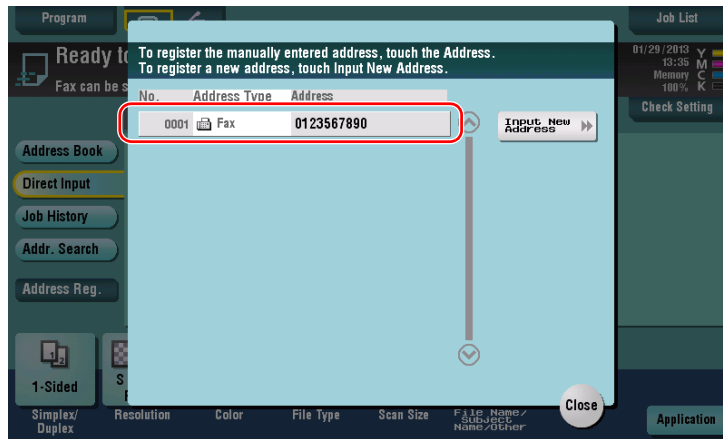 Program
Job List
Ready to
Fax can be s
To register the manually entered address, touch the Address.
To register a new address, touch Input New Address.
01/29/2013
13:35
Memory
100%
Y
M
C
K
Check Setting
No. Address Type Address
0001 Fax 0123567890
Input New
Address
Address Book
Direct Input
Job History
Addr. Search
Address Reg.
1-Sided
S
Close
Simplex/
Duplex
Resolution
Color
File Type
Scan Size
File Name/
Subject
Name/Other
Application